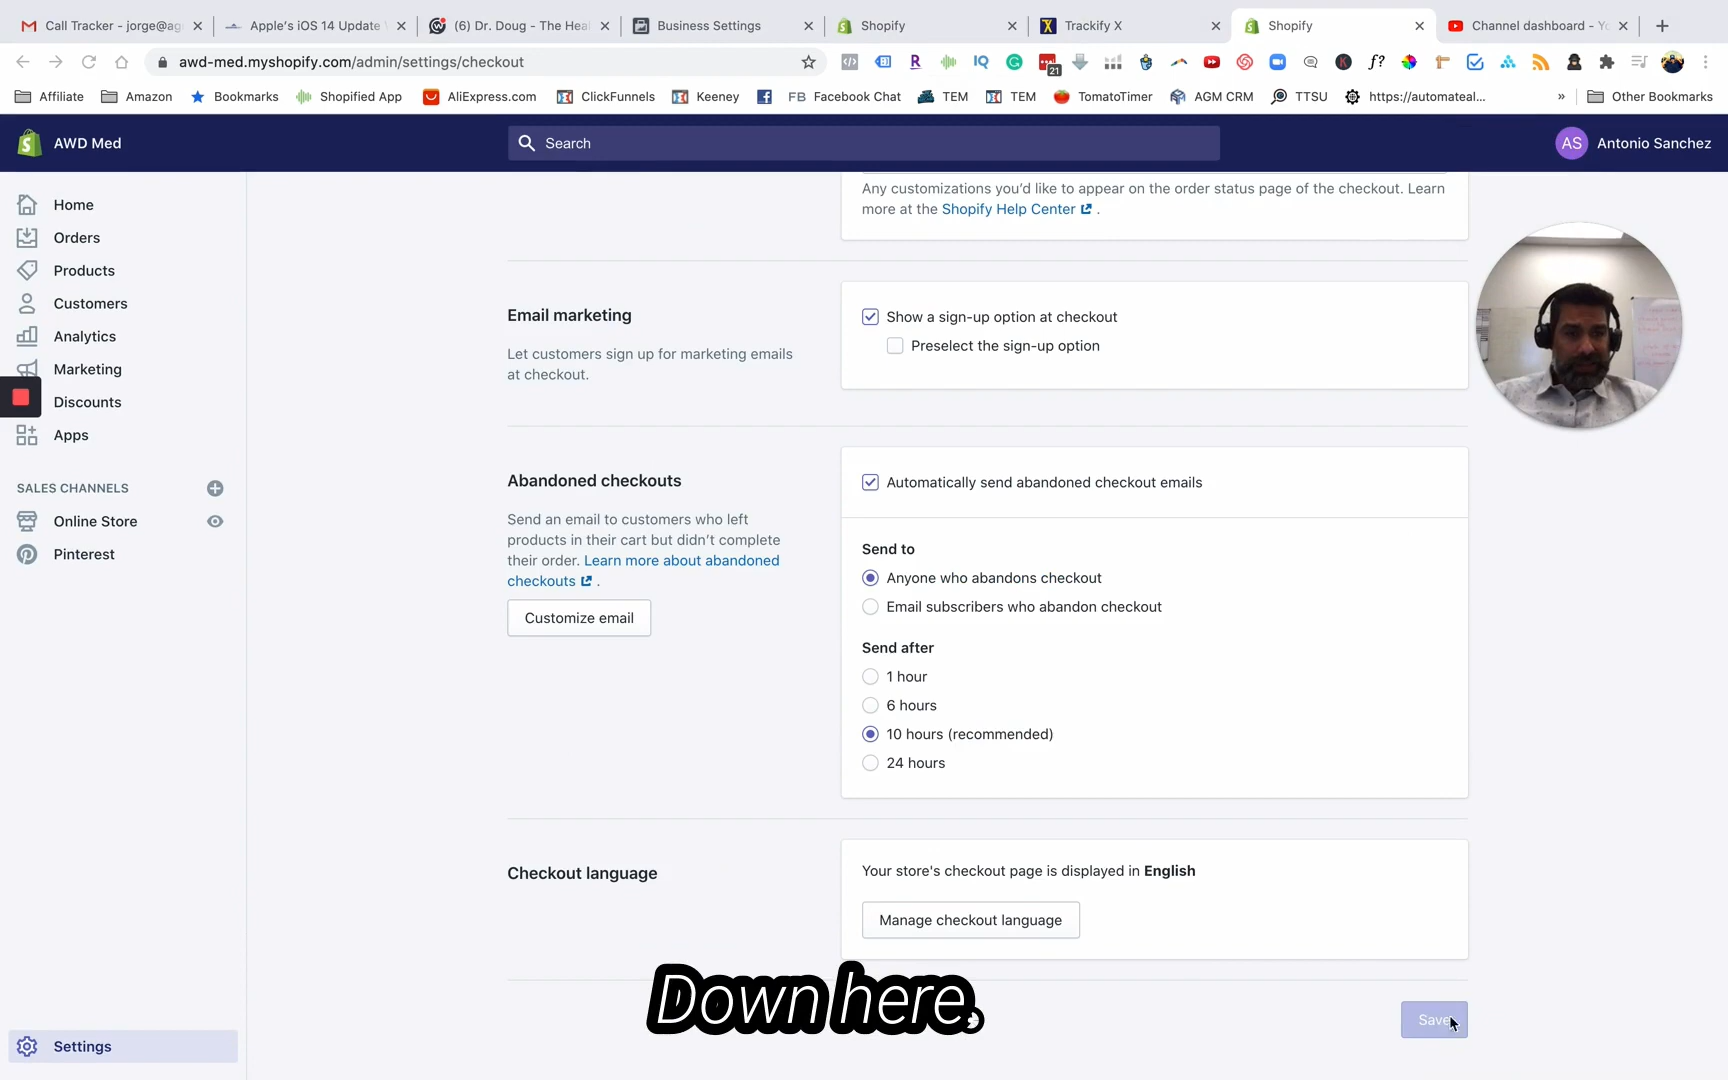 Call Tracker - jorge@ag
Apple's iOS 14 Update
(6) Dr. Doug - The Heal
Business Settings
Shopify
Trackify X
Shopify
Channel dashboard - Yo
awd-med.myshopify.com/admin/settings/checkout
21
Affiliate
Amazon
Bookmarks
Shopified App
AliExpress.com
ClickFunnels
Keeney
FB Facebook Chat
TEM
TEM
TomatoTimer
AGM CRM
TTSU
https://automateal...
»
Other Bookmarks
AWD Med
Search
AS
Antonio Sanchez
Home
Orders
Products
Customers
Analytics
Marketing
Discounts
Apps
SALES CHANNELS
Online Store
Pinterest
Settings
Any customizations you'd like to appear on the order status page of the checkout. Learn
more at the Shopify Help Center .
Email marketing
Let customers sign up for marketing emails
at checkout.
Show a sign-up option at checkout
Preselect the sign-up option
Abandoned checkouts
Send an email to customers who left
products in their cart but didn't complete
their order. Learn more about abandoned
checkouts .
Customize email
Automatically send abandoned checkout emails
Send to
Anyone who abandons checkout
Email subscribers who abandon checkout
Send after
1 hour
6 hours
10 hours (recommended)
24 hours
Checkout language
Your store's checkout page is displayed in English
Manage checkout language
Down here,
Save